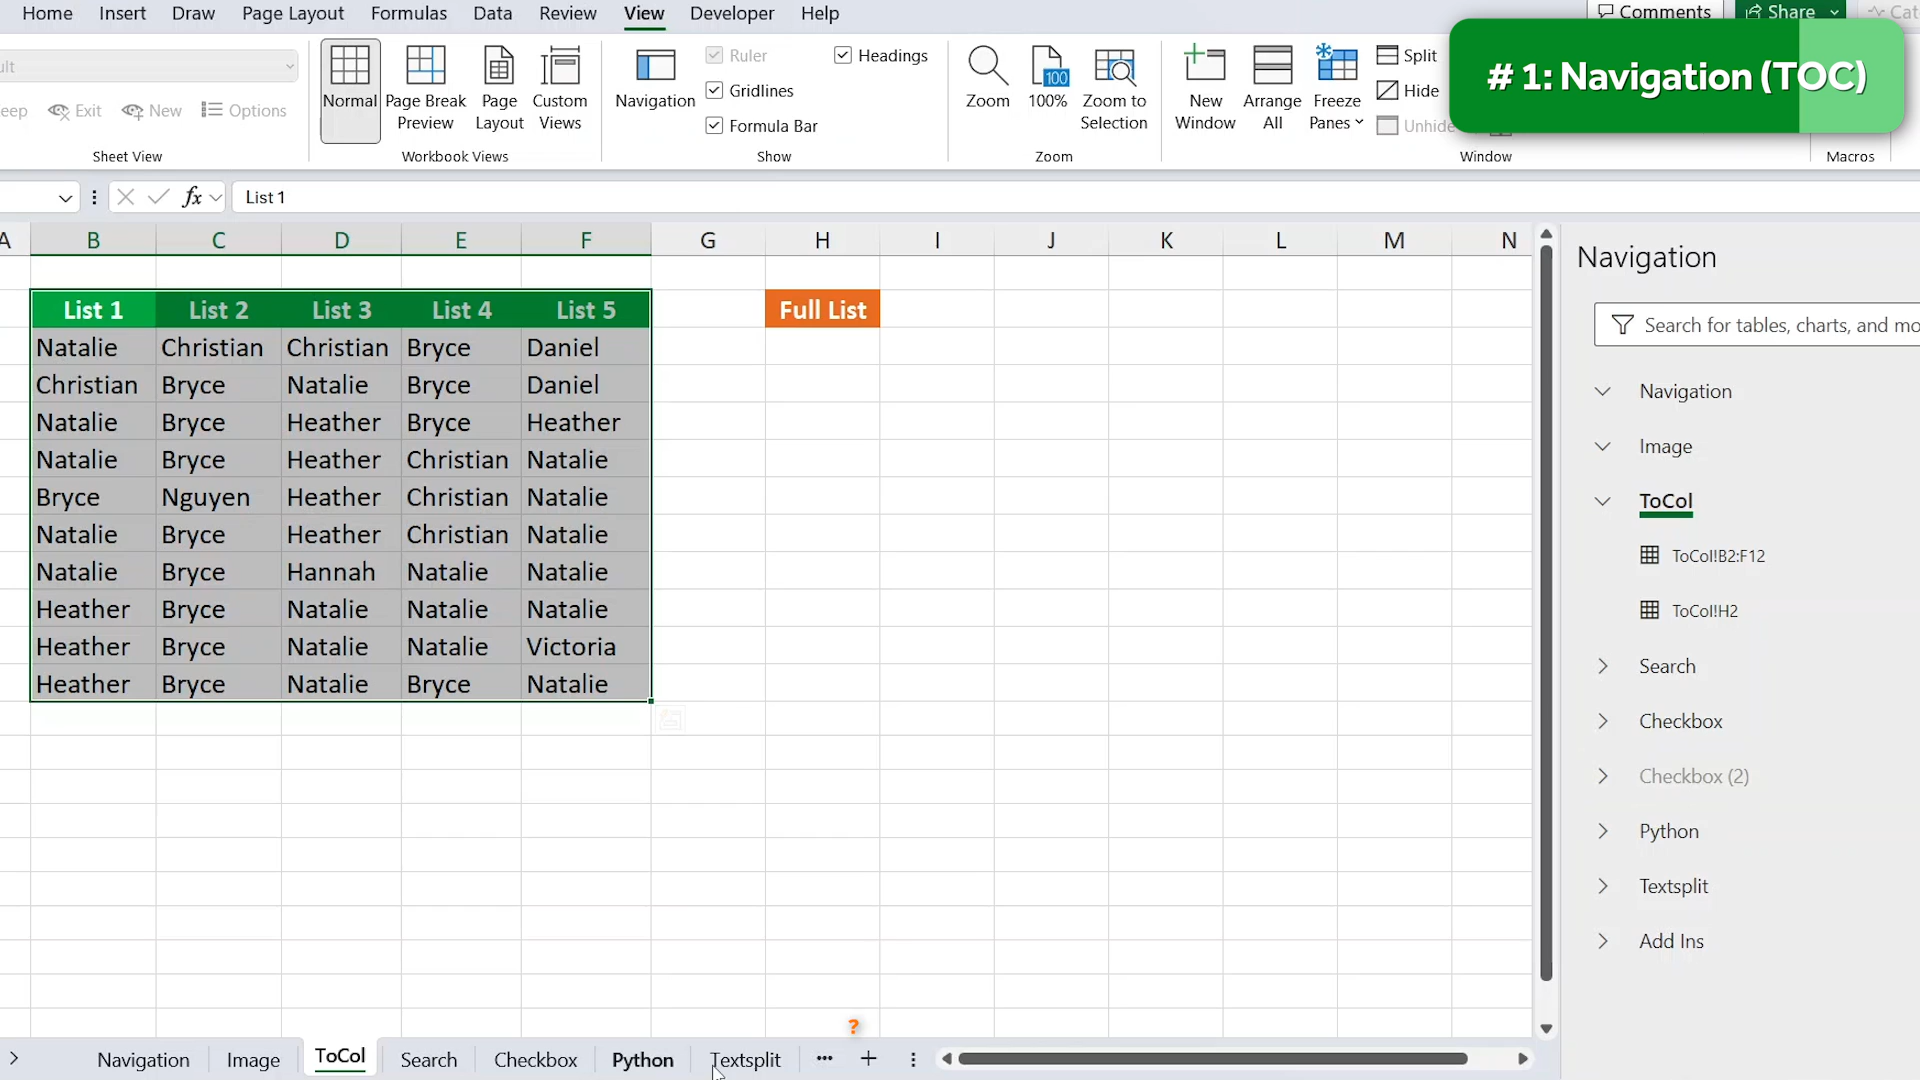 Home Insert Draw Page Layout Formulas Data Review View Developer Help Comments Share
# 1: Navigation (TOC)
Exit New Options
Normal Page Break Preview Page Layout Custom Views
Navigation Ruler Headings
Gridlines
Formula Bar
Zoom 100% Zoom to Selection
New Window Arrange All Freeze Panes Split
Hide
Unhide
Sheet View Workbook Views Show Zoom Window Macros
fx List 1
A B C D E F G H I J K L M N
List 1 List 2 List 3 List 4 List 5 Full List
Natalie Christian Christian Bryce Daniel
Christian Bryce Natalie Bryce Daniel
Natalie Bryce Heather Bryce Heather
Natalie Bryce Heather Christian Natalie
Bryce Nguyen Heather Christian Natalie
Natalie Bryce Heather Christian Natalie
Natalie Bryce Hannah Natalie Natalie
Heather Bryce Natalie Natalie Natalie
Heather Bryce Natalie Natalie Victoria
Heather Bryce Natalie Bryce Natalie
Navigation
Search for tables, charts, and mo
Navigation
Image
ToCol
ToCol!B2:F12
ToCol!H2
Search
Checkbox
Checkbox (2)
Python
Textsplit
Add Ins
?
Navigation Image ToCol Search Checkbox Python Textsplit ••• +